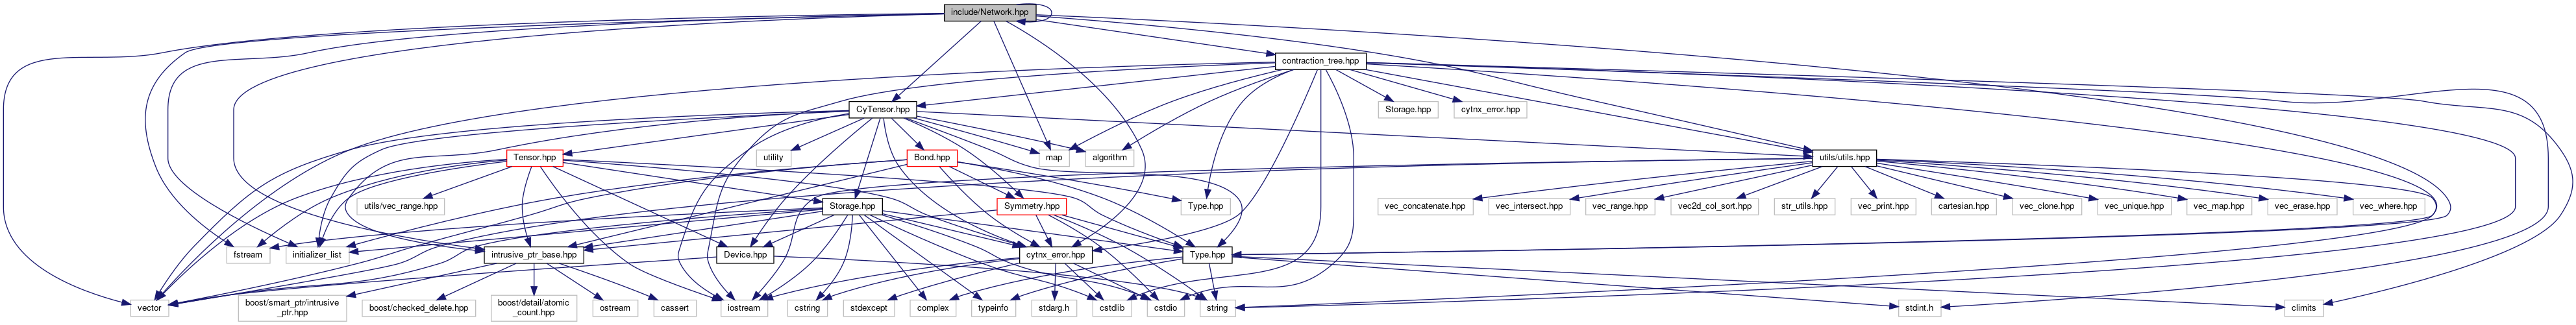 include/Network.hpp
contraction_tree.hpp
CyTensor.hpp
Storage.hpp
cytnx_error.hpp
Tensor.hpp
utility
Bond.hpp
map
algorithm
utils/utils.hpp
utils/vec_range.hpp
Storage.hpp
Symmetry.hpp
Type.hpp
vec_concatenate.hpp
vec_intersect.hpp
vec_range.hpp
vec2d_col_sort.hpp
str_utils.hpp
vec_print.hpp
cartesian.hpp
vec_clone.hpp
vec_unique.hpp
vec_map.hpp
vec_erase.hpp
vec_where.hpp
fstream
initializer_list
intrusive_ptr_base.hpp
Device.hpp
cytnx_error.hpp
Type.hpp
vector
boost/smart_ptr/intrusive
_ptr.hpp
boost/checked_delete.hpp
boost/detail/atomic
_count.hpp
ostream
cassert
iostream
cstring
stdexcept
complex
typeinfo
stdarg.h
cstdlib
cstdio
string
stdint.h
climits